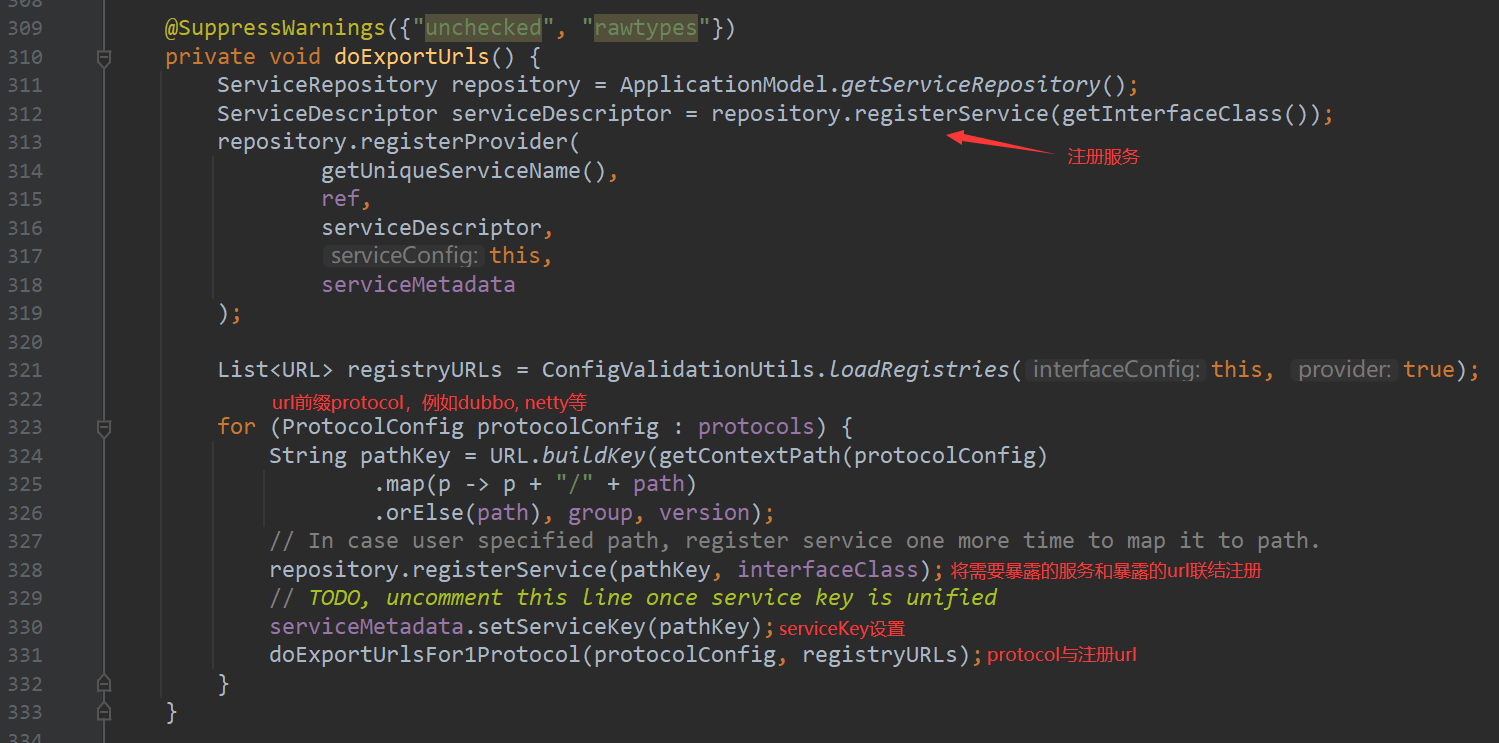 308
309 @SuppressWarnings({"unchecked", "rawtypes"})
310 private void doExportUrls() {
311 ServiceRepository repository = ApplicationModel.getServiceRepository();
312 ServiceDescriptor serviceDescriptor = repository.registerService(getInterfaceClass());
313 repository.registerProvider(
注册服务
314 getUniqueServiceName(),
315 ref,
316 serviceDescriptor,
317 serviceConfig: this,
318 serviceMetadata
319 );
320
321 List<URL> registryURLs = ConfigValidationUtils.loadRegistries( interfaceConfig: this, provider: true);
322 url前缀protocol，例如dubbo, netty等
323 for (ProtocolConfig protocolConfig : protocols) {
324 String pathKey = URL.buildKey(getContextPath(protocolConfig)
325 .map(p -> p + "/" + path)
326 .orElse(path), group, version);
327 // In case user specified path, register service one more time to map it to path.
328 repository.registerService(pathKey, interfaceClass); 将需要暴露的服务和暴露的url联结注册
329 // TODO, uncomment this line once service key is unified
330 serviceMetadata.setServiceKey(pathKey); serviceKey设置
331 doExportUrlsFor1Protocol(protocolConfig, registryURLs); protocol与注册url
332 }
333 }
334